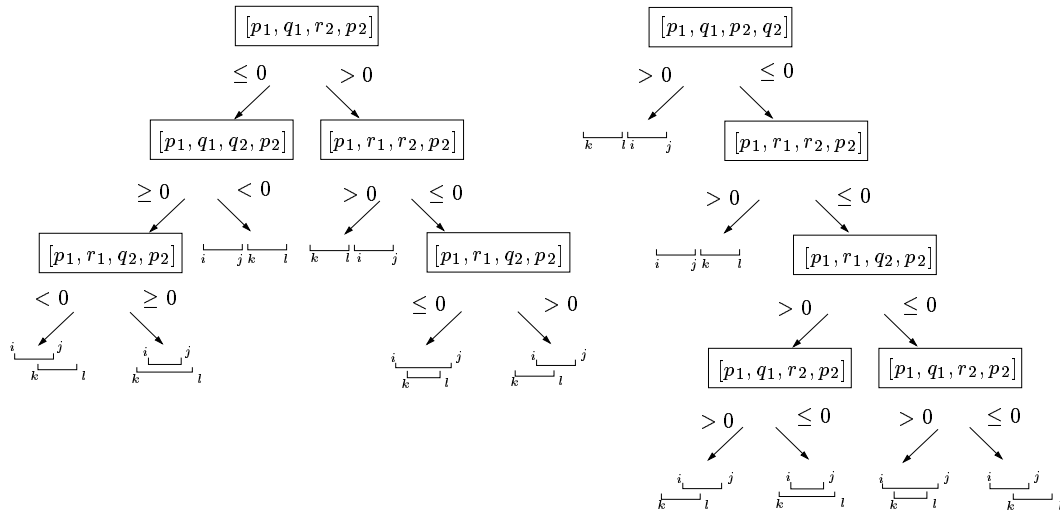 [p₁, q₁, r₂, p₂]
≤ 0 > 0
[p₁, q₁, q₂, p₂] [p₁, r₁, r₂, p₂]
≥ 0 < 0 > 0 ≤ 0
[p₁, r₁, q₂, p₂] i j k l k l i j [p₁, r₁, q₂, p₂]
< 0 ≥ 0 ≤ 0 > 0
i j k l i j k l i j k l i j k l
[p₁, q₁, p₂, q₂]
> 0 ≤ 0
k l i j [p₁, r₁, r₂, p₂]
> 0 ≤ 0
i j k l [p₁, r₁, q₂, p₂]
> 0 ≤ 0
[p₁, q₁, r₂, p₂] [p₁, q₁, r₂, p₂]
> 0 ≤ 0 > 0 ≤ 0
i j k l i j k l i j k l i j k l